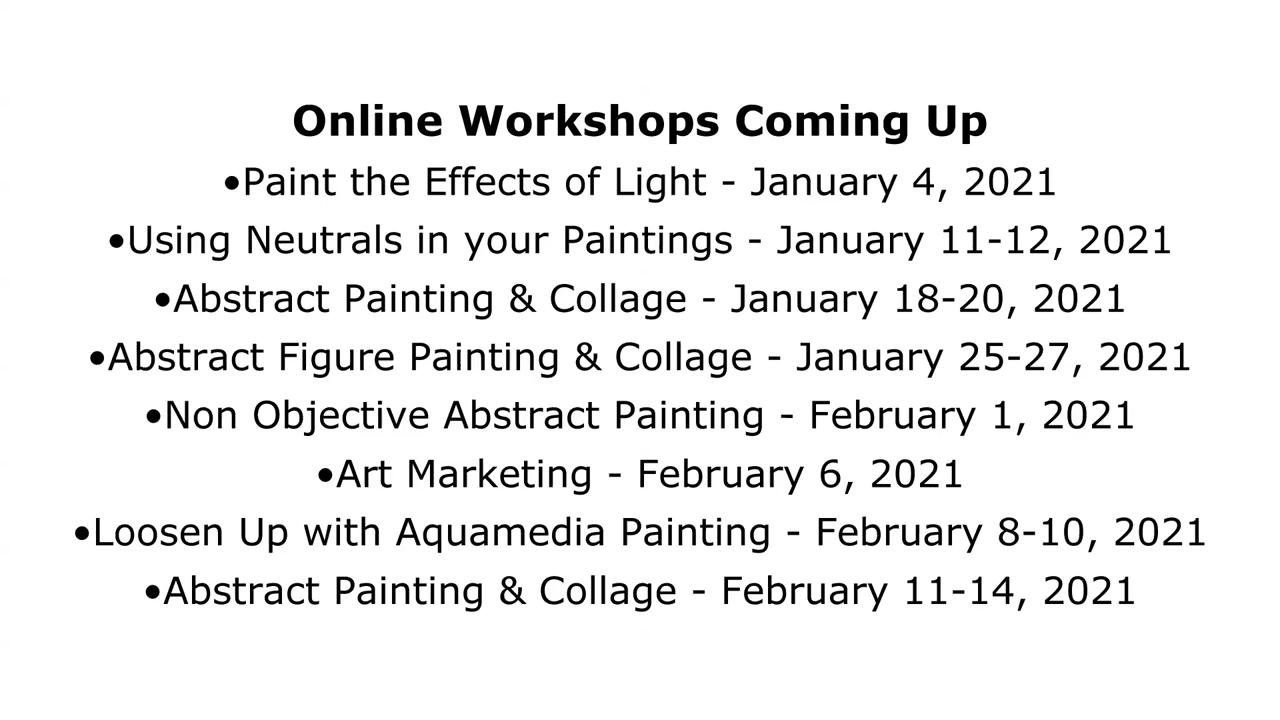 Online Workshops Coming Up
•Paint the Effects of Light - January 4, 2021
•Using Neutrals in your Paintings - January 11-12, 2021
•Abstract Painting & Collage - January 18-20, 2021
•Abstract Figure Painting & Collage - January 25-27, 2021
•Non Objective Abstract Painting - February 1, 2021
•Art Marketing - February 6, 2021
•Loosen Up with Aquamedia Painting - February 8-10, 2021
•Abstract Painting & Collage - February 11-14, 2021